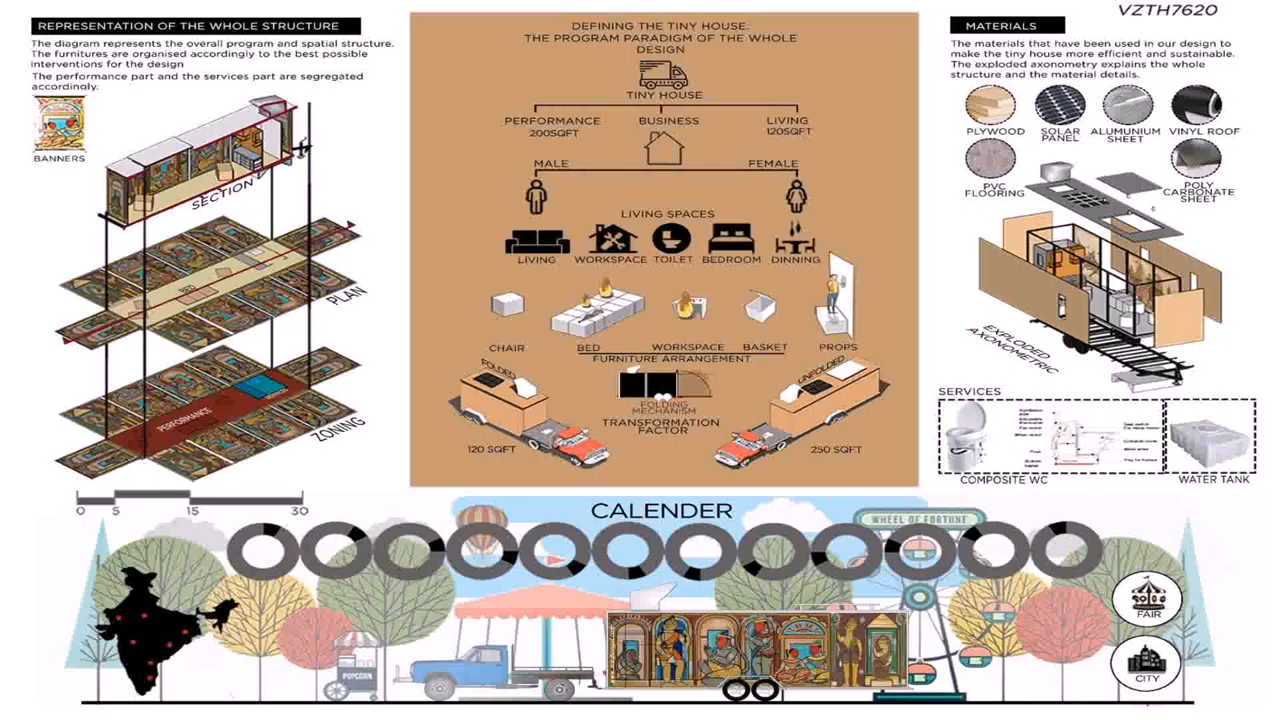 VZTH7620
REPRESENTATION OF THE WHOLE STRUCTURE
The diagram represents the overall program and spatial structure.
The furnitures are organised accordingly to the best possible
interventions for the design
The performance part and the services part are segregated
accordingly.
BANNERS
SECTION
PLAN
PERFORMANCE
ZONING
0 5 15 30
DEFINING THE TINY HOUSE:
THE PROGRAM PARADIGM OF THE WHOLE
DESIGN
TINY HOUSE
PERFORMANCE
200SQFT
BUSINESS
LIVING
120SQFT
MALE
FEMALE
LIVING SPACES
LIVING
WORKSPACE
TOILET
BEDROOM
DINNING
CHAIR
BED
WORKSPACE
BASKET
PROPS
FURNITURE ARRANGEMENT
FOLDED
UNFOLDED
FOLDING
MECHANISM
TRANSFORMATION
FACTOR
120 SQFT
250 SQFT
MATERIALS
The materials that have been used in our design to
make the tiny house more efficient and sustainable.
The exploded axonometry explains the whole
structure and the material details.
PLYWOOD
SOLAR
PANEL
ALUMUNIUM
SHEET
VINYL ROOF
PVC
FLOORING
POLY
CARBONATE
SHEET
EXPLODED
AXONOMETRIC
SERVICES
COMPOSITE WC
WATER TANK
CALENDER
WHEEL OF FORTUNE
POPCORN
FAIR
CITY